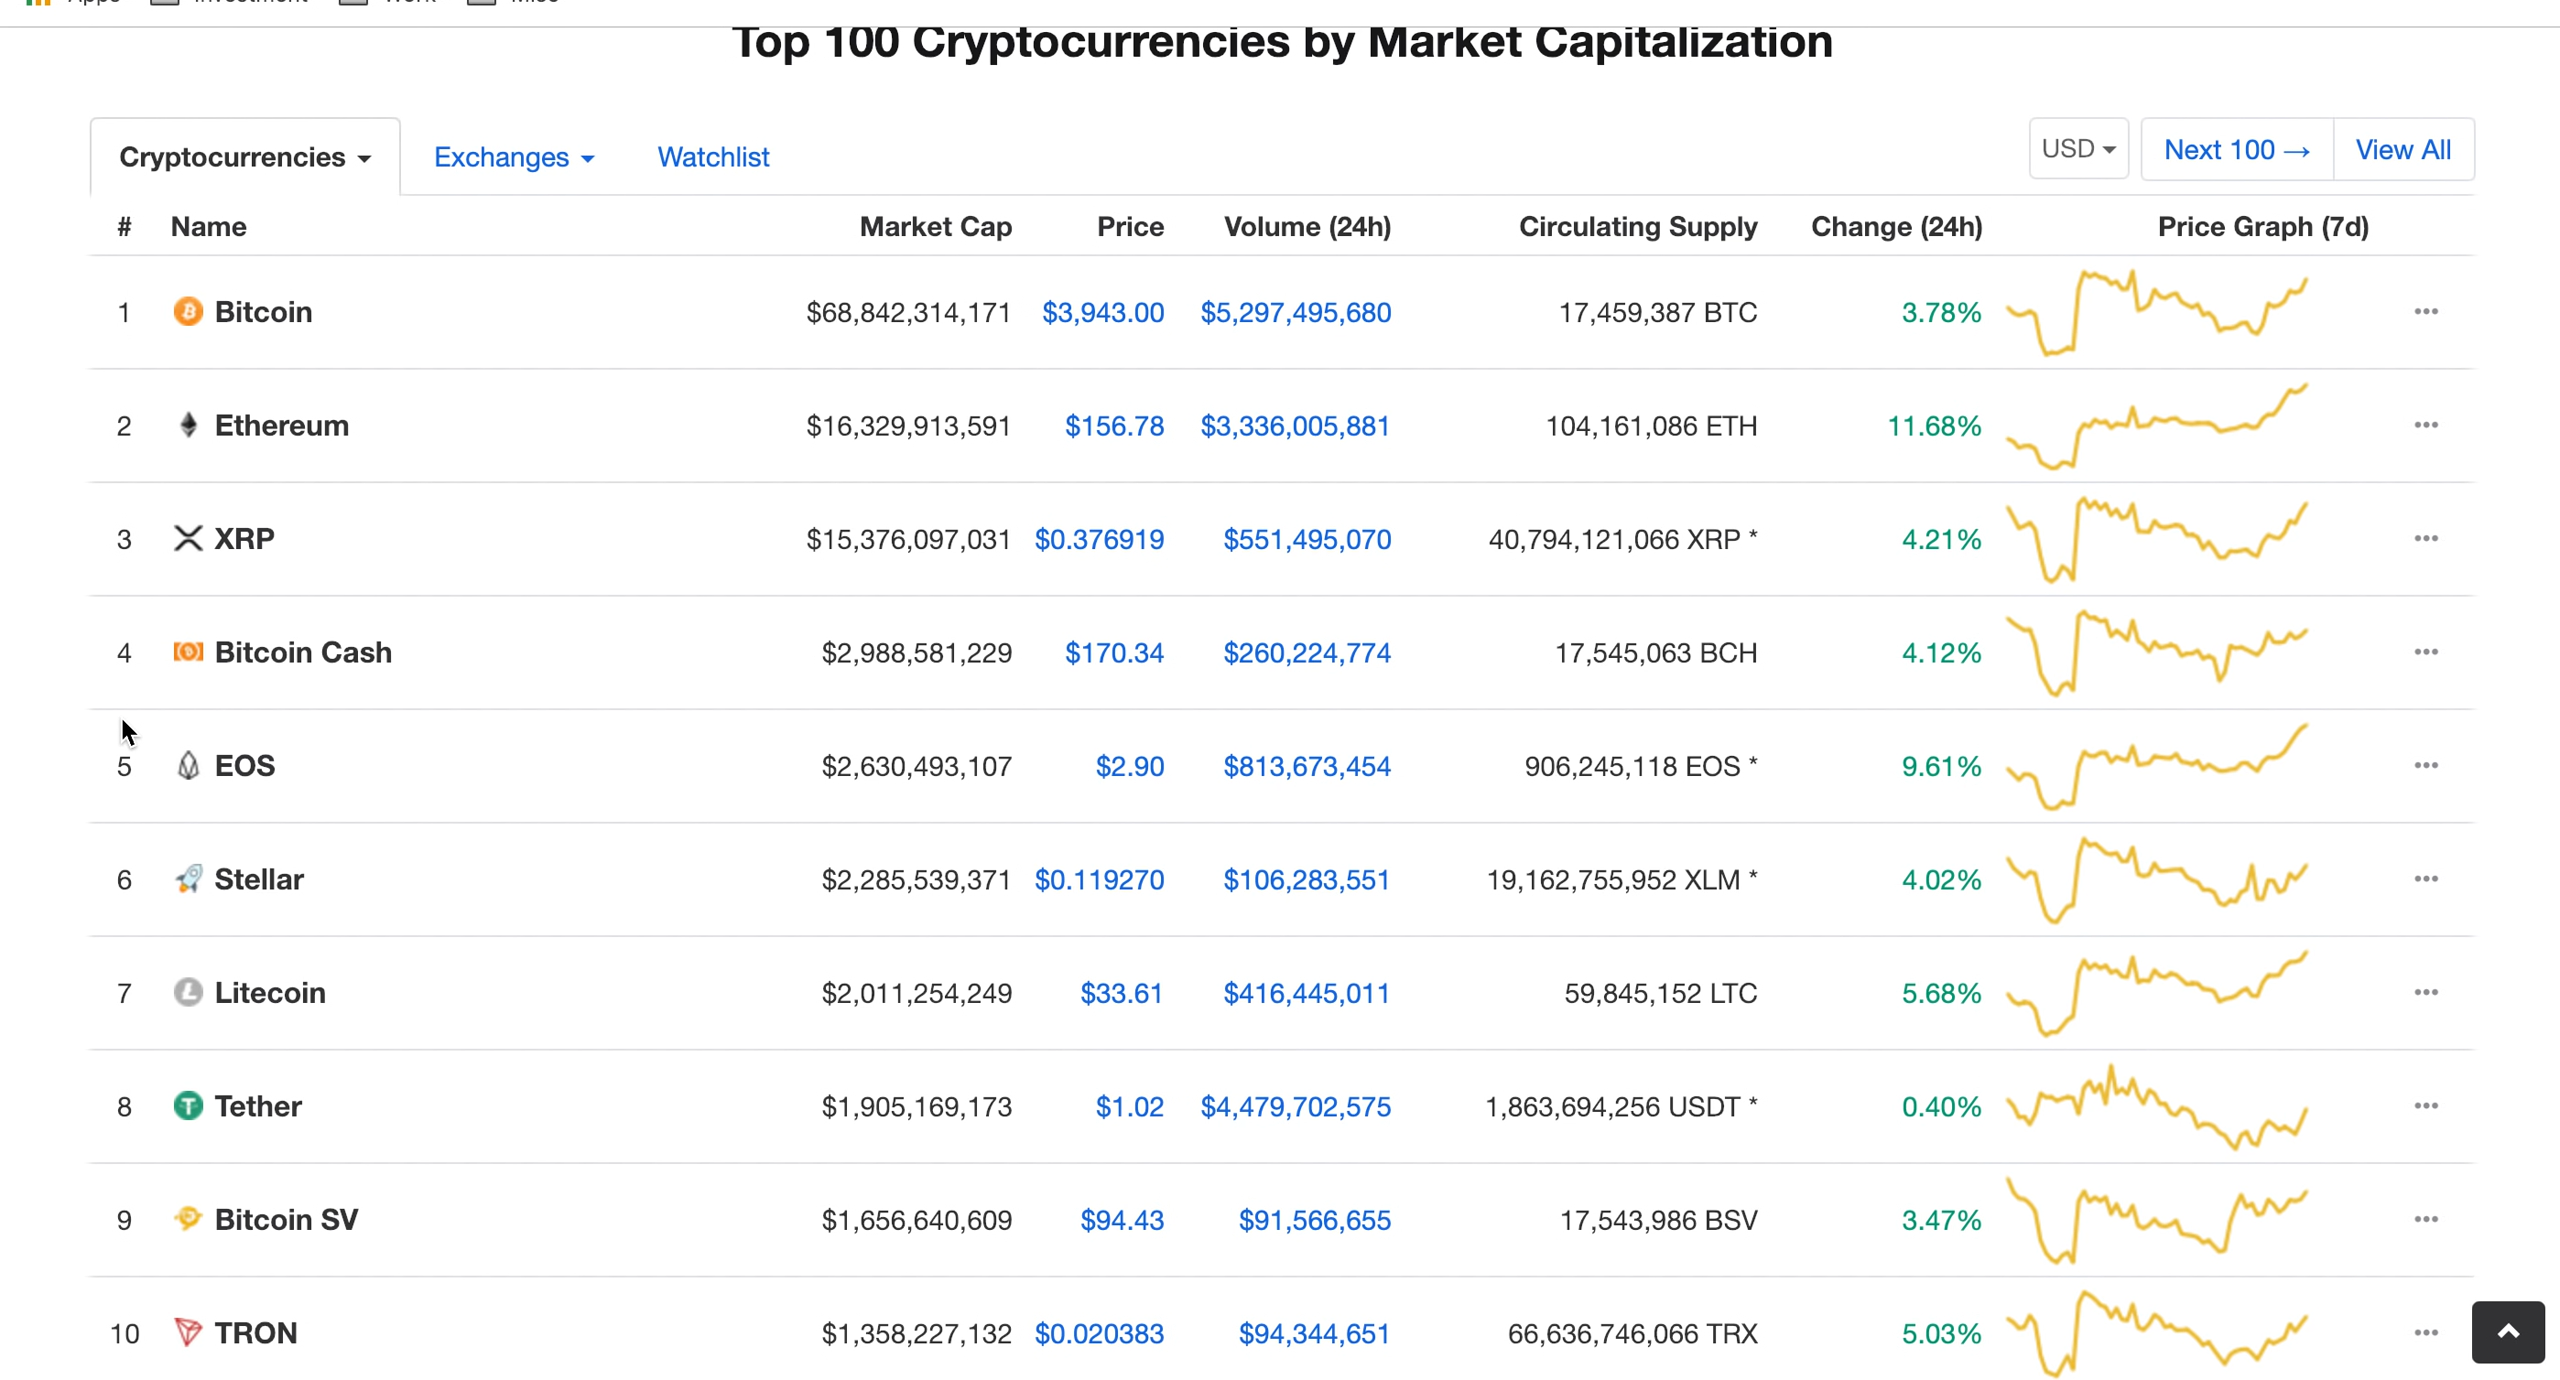 Apps Investment Work Misc
Top 100 Cryptocurrencies by Market Capitalization
Cryptocurrencies Exchanges Watchlist USD Next 100 → View All
# Name Market Cap Price Volume (24h) Circulating Supply Change (24h) Price Graph (7d)
1 Bitcoin $68,842,314,171 $3,943.00 $5,297,495,680 17,459,387 BTC 3.78%
2 Ethereum $16,329,913,591 $156.78 $3,336,005,881 104,161,086 ETH 11.68%
3 XRP $15,376,097,031 $0.376919 $551,495,070 40,794,121,066 XRP * 4.21%
4 Bitcoin Cash $2,988,581,229 $170.34 $260,224,774 17,545,063 BCH 4.12%
5 EOS $2,630,493,107 $2.90 $813,673,454 906,245,118 EOS * 9.61%
6 Stellar $2,285,539,371 $0.119270 $106,283,551 19,162,755,952 XLM * 4.02%
7 Litecoin $2,011,254,249 $33.61 $416,445,011 59,845,152 LTC 5.68%
8 Tether $1,905,169,173 $1.02 $4,479,702,575 1,863,694,256 USDT * 0.40%
9 Bitcoin SV $1,656,640,609 $94.43 $91,566,655 17,543,986 BSV 3.47%
10 TRON $1,358,227,132 $0.020383 $94,344,651 66,636,746,066 TRX 5.03%